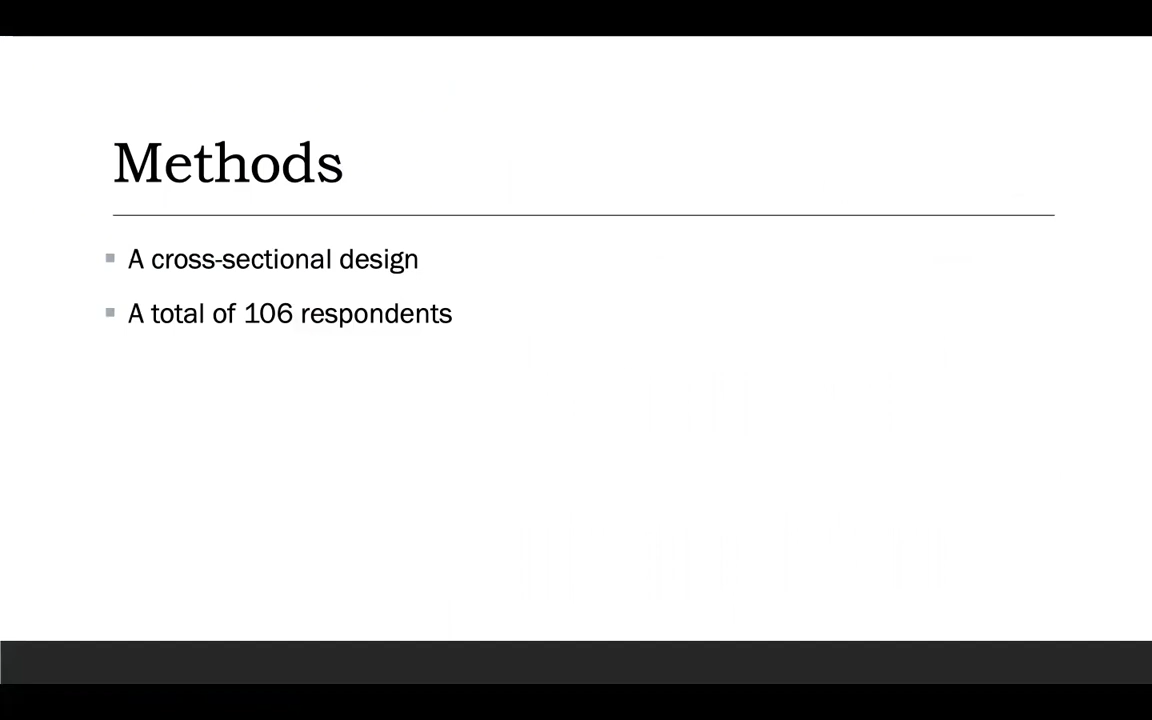 Methods
A cross-sectional design
A total of 106 respondents